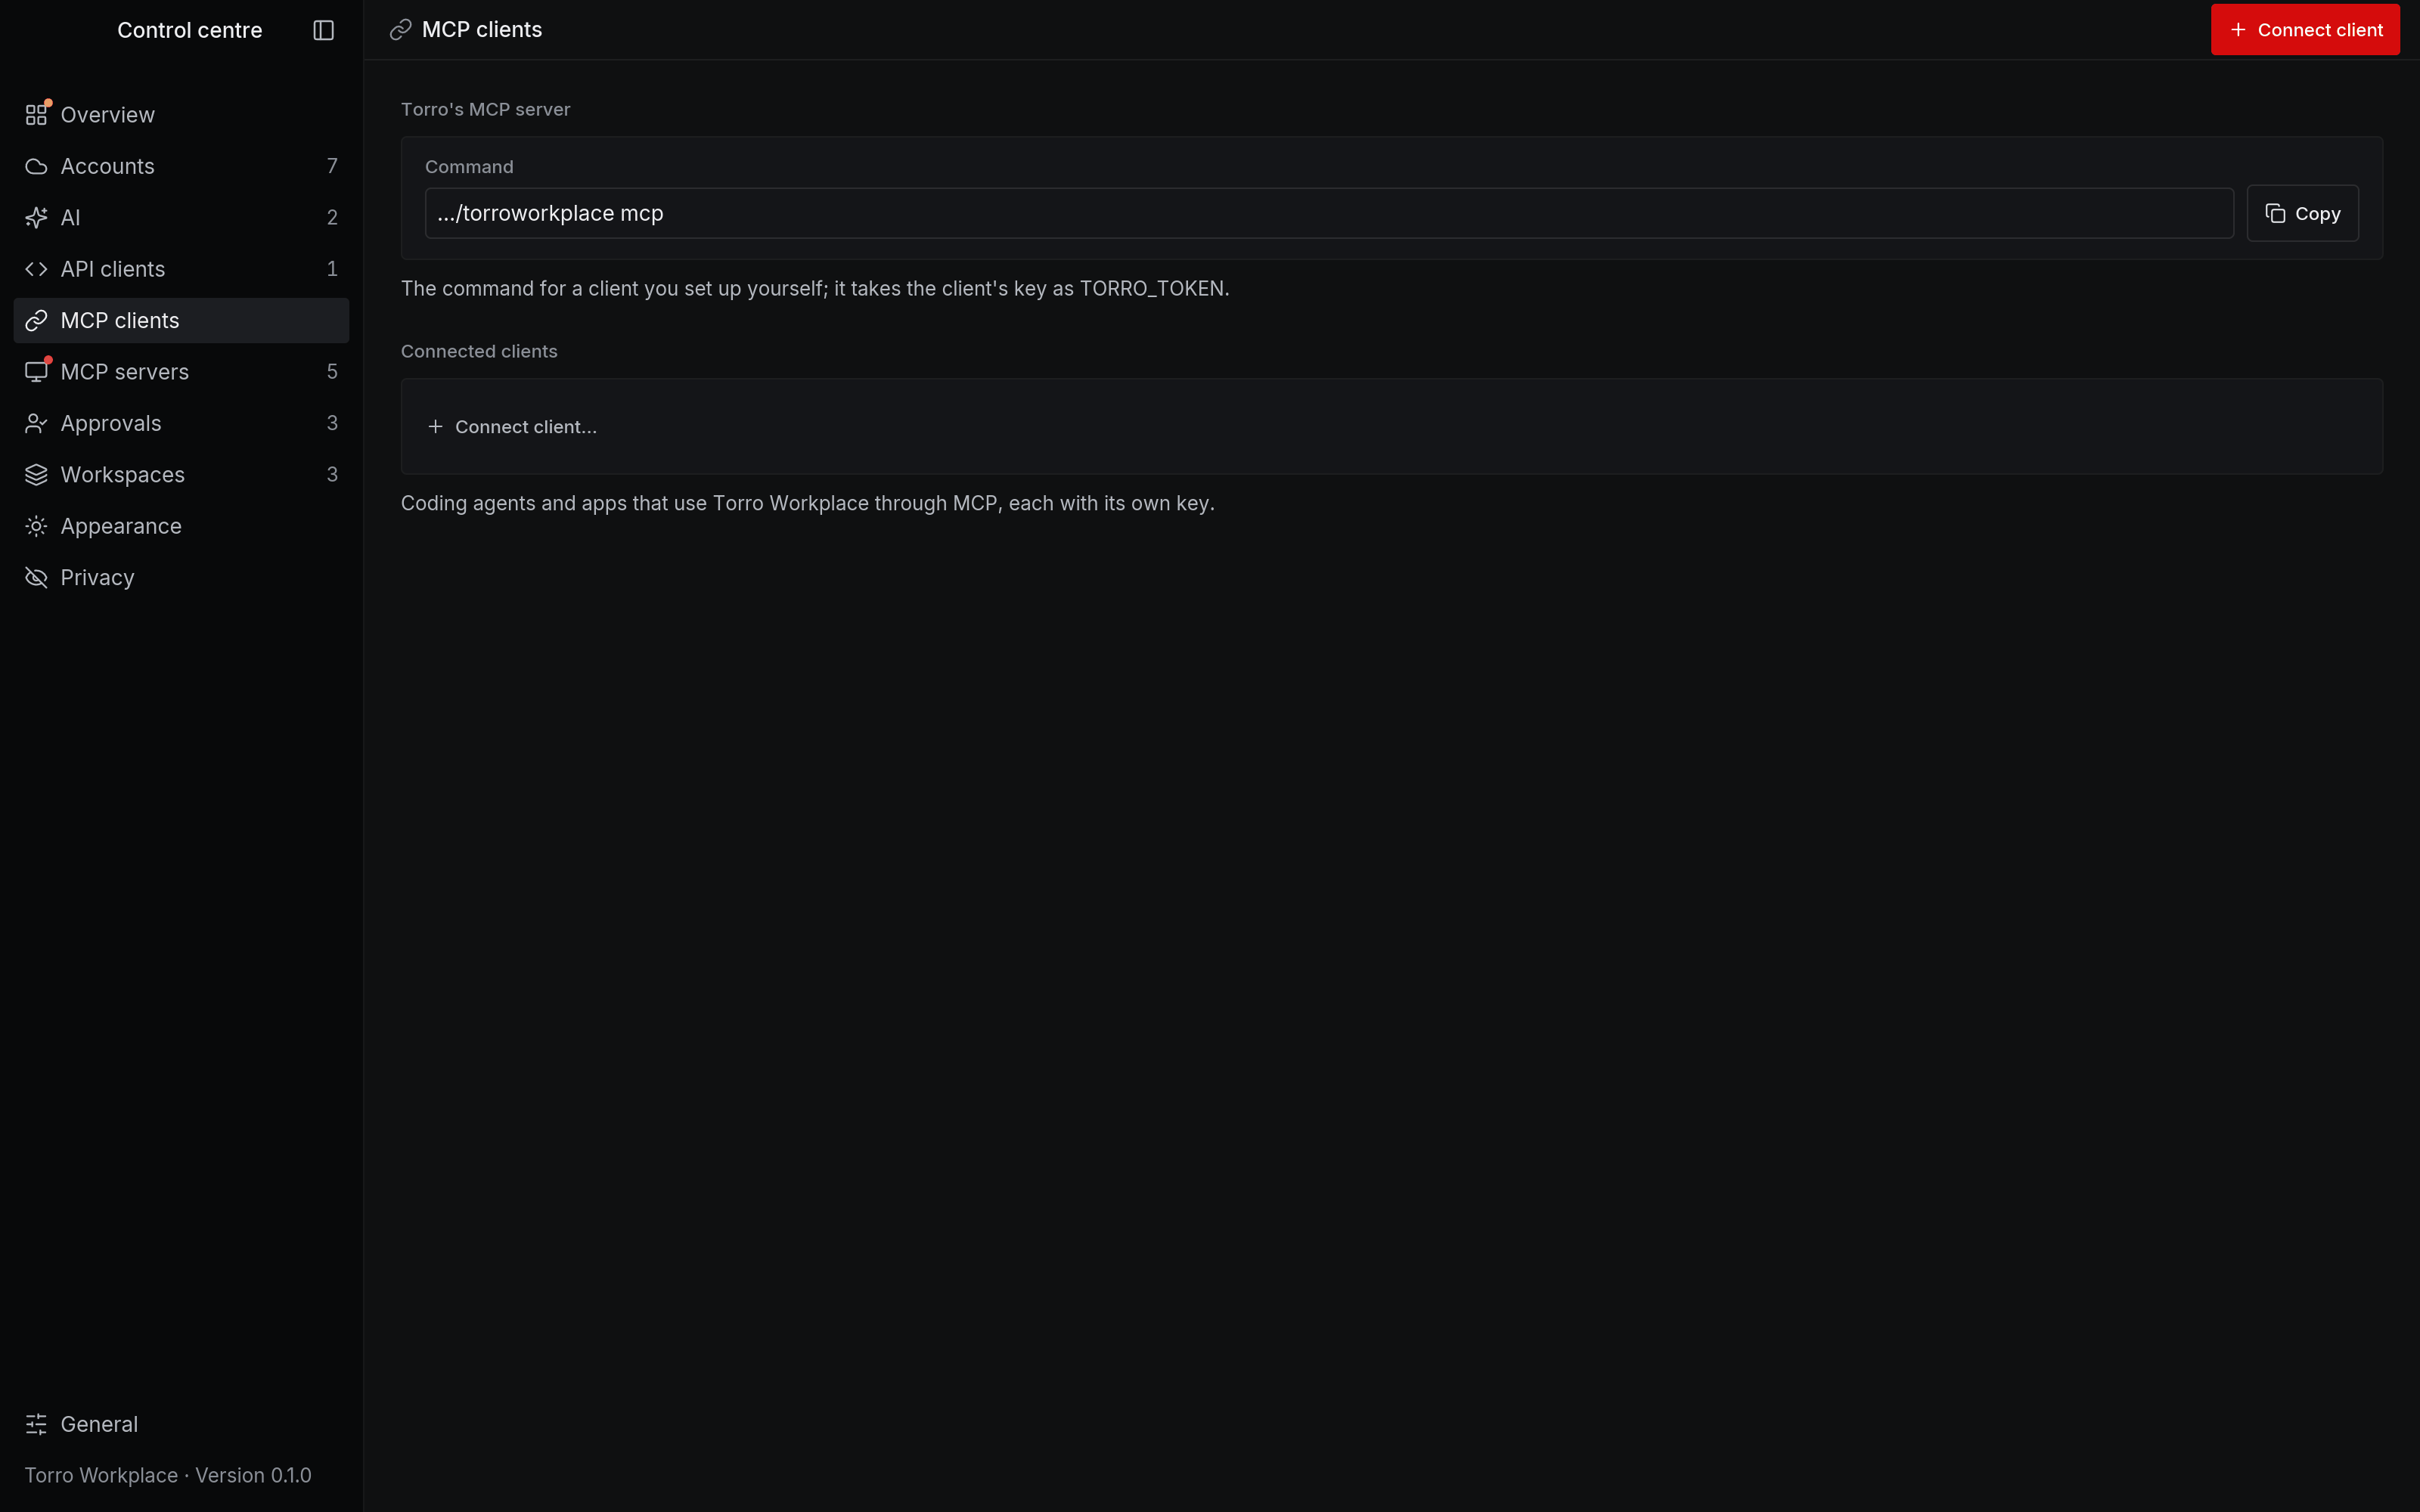 Control centre
MCP clients
Connect client
Overview
Accounts 7
AI 2
API clients 1
MCP clients
MCP servers 5
Approvals 3
Workspaces 3
Appearance
Privacy
General
Torro Workplace · Version 0.1.0
Torro's MCP server
Command
.../torroworkplace mcp
Copy
The command for a client you set up yourself; it takes the client's key as TORRO_TOKEN.
Connected clients
Connect client...
Coding agents and apps that use Torro Workplace through MCP, each with its own key.